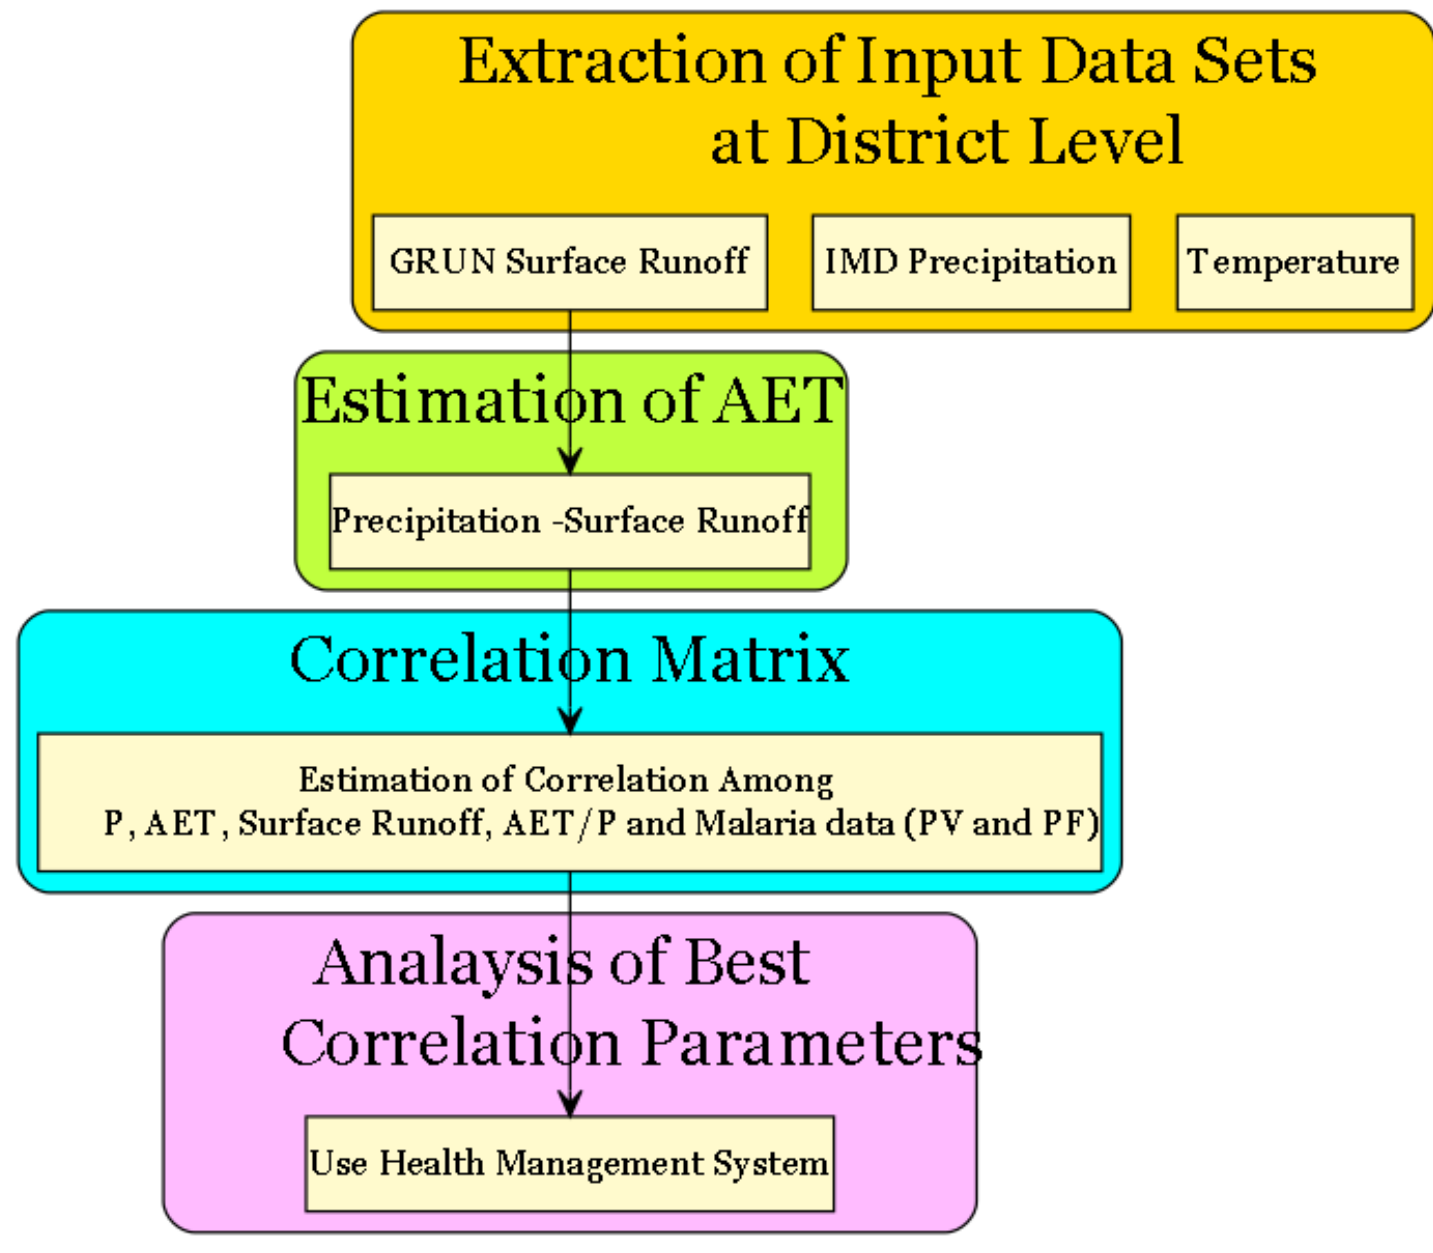 Extraction of Input Data Sets
at District Level
GRUN Surface Runoff
IMD Precipitation
Temperature
Estimation of AET
Precipitation -Surface Runoff
Correlation Matrix
Estimation of Correlation Among
P, AET, Surface Runoff, AET/P and Malaria data (PV and PF)
Analaysis of Best
Correlation Parameters
Use Health Management System